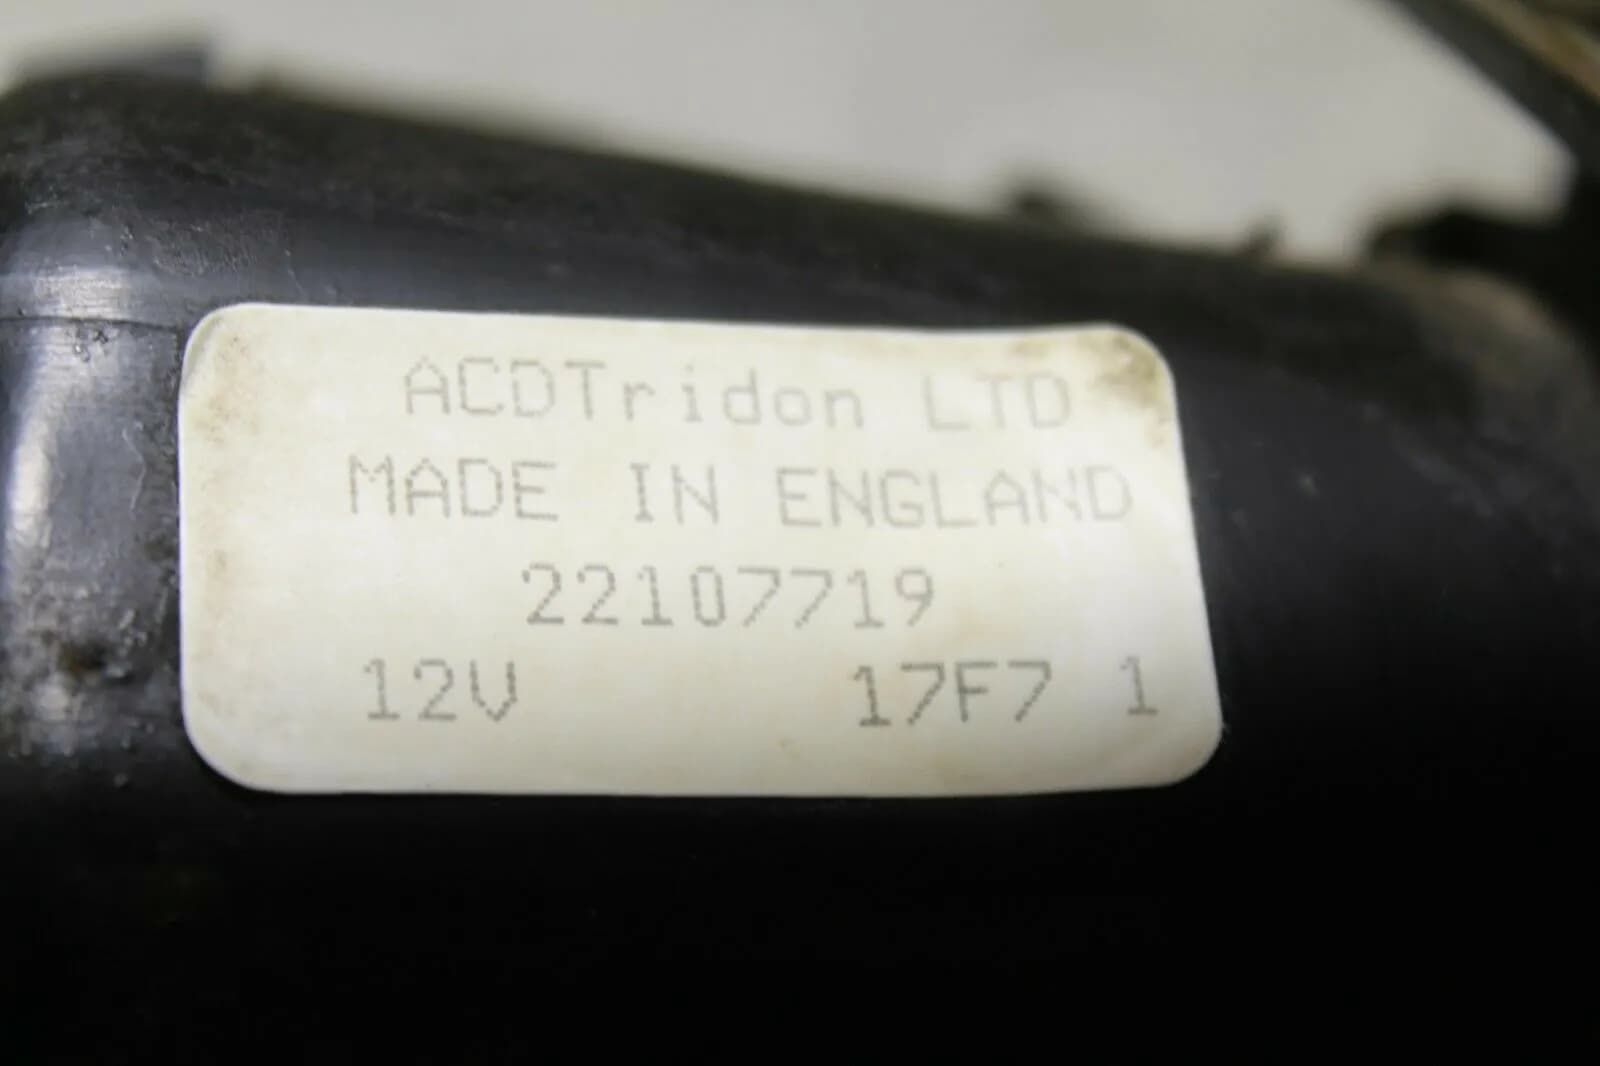 ACDTridon LTD
MADE IN ENGLAND
22107719
12V 17F7 1